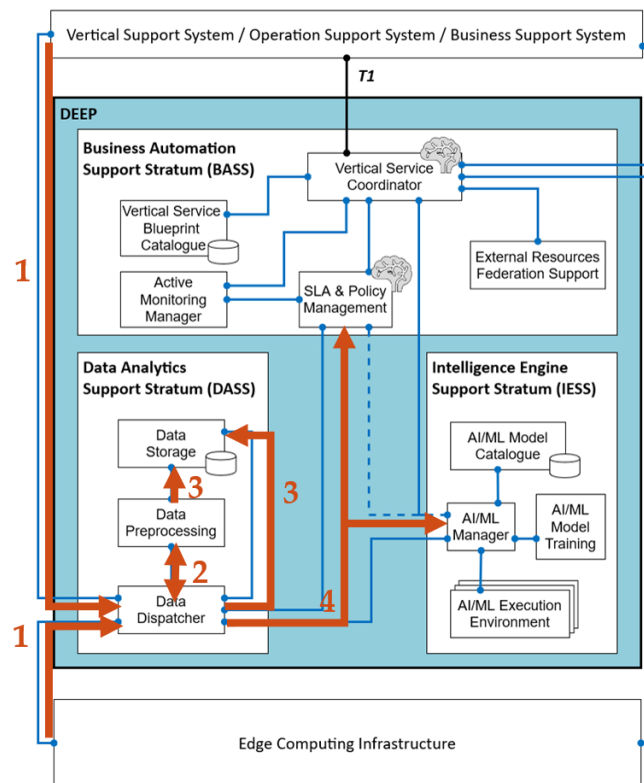 Vertical Support System / Operation Support System / Business Support System
T1
DEEP
Business Automation
Support Stratum (BASS)
Vertical Service
Coordinator
Vertical Service
Blueprint
Catalogue
External Resources
Federation Support
1
Active
Monitoring
Manager
SLA & Policy
Management
Data Analytics
Support Stratum (DASS)
Intelligence Engine
Support Stratum (IESS)
Data
Storage
AI/ML Model
Catalogue
3
3
Data
Preprocessing
AI/ML
Manager
AI/ML
Model
Training
2
Data
Dispatcher
4
AI/ML Execution
Environment
1
Edge Computing Infrastructure